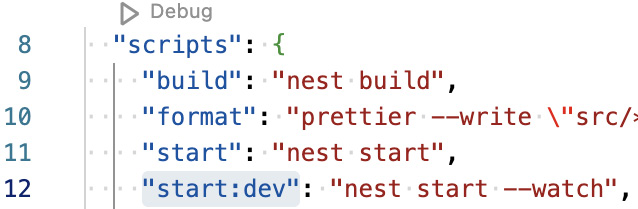 Debug
8 "scripts": {
9 "build": "nest build",
10 "format": "prettier --write \"src/
11 "start": "nest start",
12 "start:dev": "nest start --watch",